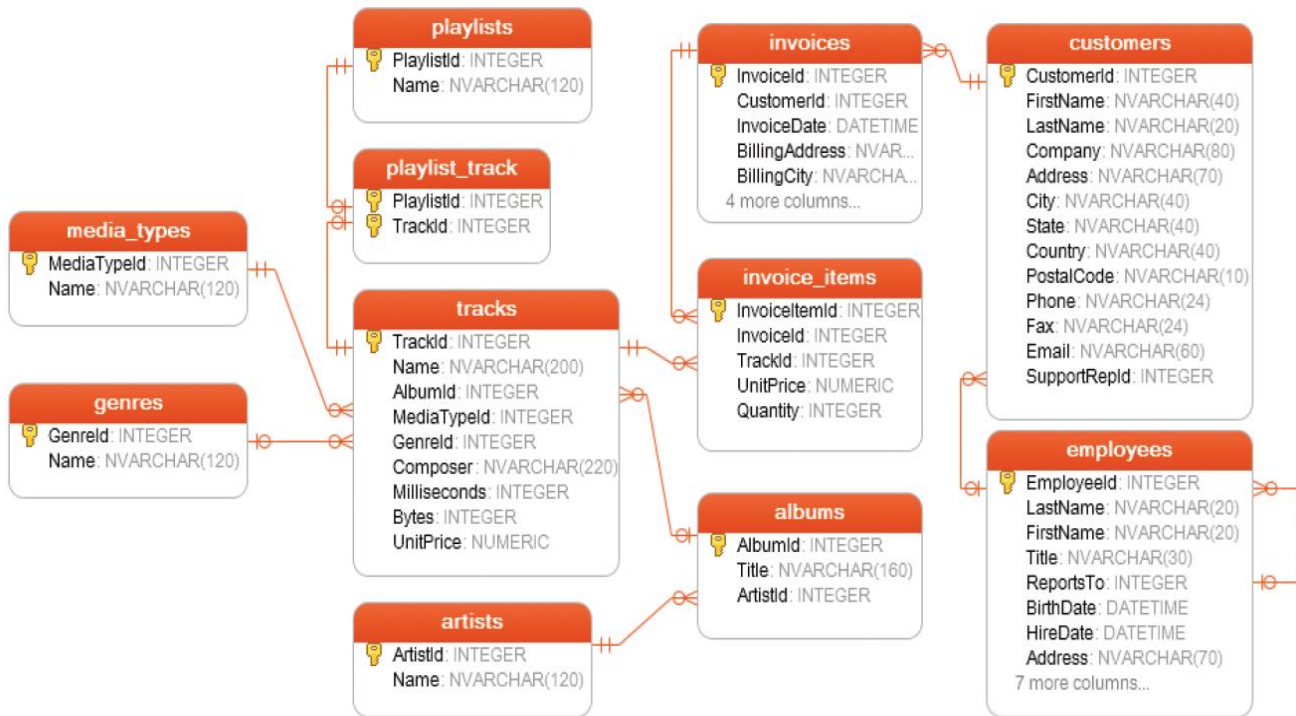 playlists
PlaylistId: INTEGER
Name: NVARCHAR(120)
playlist_track
PlaylistId: INTEGER
TrackId: INTEGER
media_types
MediaTypeId: INTEGER
Name: NVARCHAR(120)
genres
GenreId: INTEGER
Name: NVARCHAR(120)
tracks
TrackId: INTEGER
Name: NVARCHAR(200)
AlbumId: INTEGER
MediaTypeId: INTEGER
GenreId: INTEGER
Composer: NVARCHAR(220)
Milliseconds: INTEGER
Bytes: INTEGER
UnitPrice: NUMERIC
artists
ArtistId: INTEGER
Name: NVARCHAR(120)
invoices
InvoiceId: INTEGER
CustomerId: INTEGER
InvoiceDate: DATETIME
BillingAddress: NVAR...
BillingCity: NVARCHA...
4 more columns...
invoice_items
InvoiceItemId: INTEGER
InvoiceId: INTEGER
TrackId: INTEGER
UnitPrice: NUMERIC
Quantity: INTEGER
albums
AlbumId: INTEGER
Title: NVARCHAR(160)
ArtistId: INTEGER
customers
CustomerId: INTEGER
FirstName: NVARCHAR(40)
LastName: NVARCHAR(20)
Company: NVARCHAR(80)
Address: NVARCHAR(70)
City: NVARCHAR(40)
State: NVARCHAR(40)
Country: NVARCHAR(40)
PostalCode: NVARCHAR(10)
Phone: NVARCHAR(24)
Fax: NVARCHAR(24)
Email: NVARCHAR(60)
SupportRepId: INTEGER
employees
EmployeeId: INTEGER
LastName: NVARCHAR(20)
FirstName: NVARCHAR(20)
Title: NVARCHAR(30)
ReportsTo: INTEGER
BirthDate: DATETIME
HireDate: DATETIME
Address: NVARCHAR(70)
7 more columns...